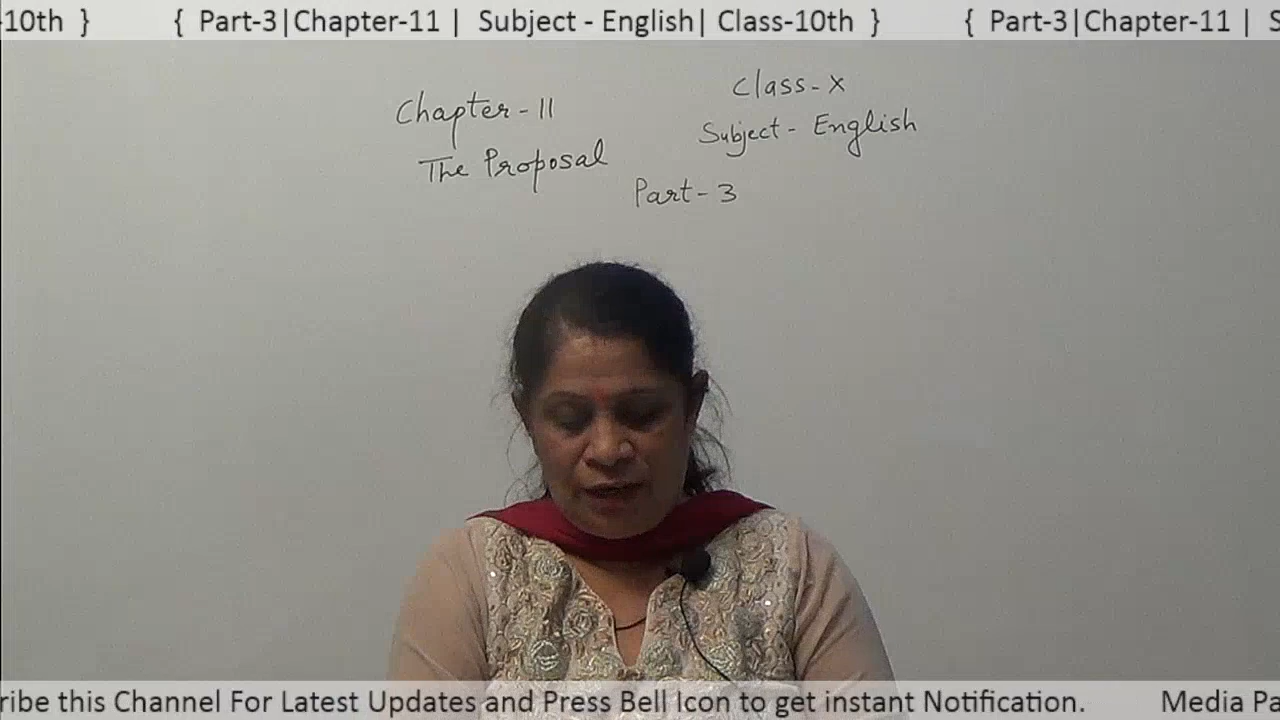 -10th } { Part-3|Chapter-11 | Subject - English| Class-10th } { Part-3|Chapter-11 | S
Chapter-11
The Proposal
Class-X
Subject - English
Part-3
ribe this Channel For Latest Updates and Press Bell Icon to get instant Notification. Media Pa